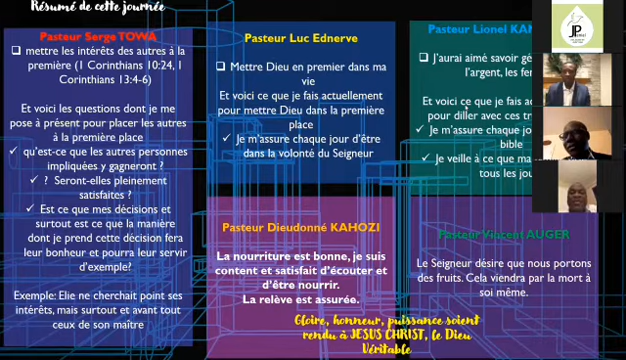 Résumé de cette journée
Pasteur Serge TOWA
mettre les intérêts des autres à la
première (1 Corinthiens 10:24, 1
Corinthiens 13:4-6)
Et voici les questions dont je me
pose à présent pour placer les autres
à la première place
✓ qu'est-ce que les autres personnes
impliquées y gagneront ?
✓ ? Seront-elles pleinement
satisfaites ?
✓ Est ce que mes décisions et
surtout est ce que la manière
dont je prend cette décision fera
leur bonheur et pourra leur servir
d'exemple?
Exemple: Elie ne cherchait point ses
intérêts, mais surtout et avant tout
ceux de son maître
Pasteur Luc Ednerve
Mettre Dieu en premier dans ma
vie
Et voici ce que je fais actuellement
pour mettre Dieu dans la première
place
✓ Je m'assure chaque jour d'être
dans la volonté du Seigneur
Pasteur Lionel
J'aurai aimé savoir
l'argent, les
Et voici ce que je fais
pour diller avec ces
✓ Je m'assure chaque
bible
✓ Je veille à ce que
tous les
Pasteur Dieudonné KAHOZI
La nourriture est bonne, je suis
content et satisfait d'écouter et
d'être nourrir.
La relève est assurée.
Pasteur Vincent AUGER
Le Seigneur désire que nous portons
des fruits. Cela viendra par la mort à
soi même.
Gloire, honneur, puissance soient
rendu à JESUS CHRIST, le Dieu
Véritable
JP